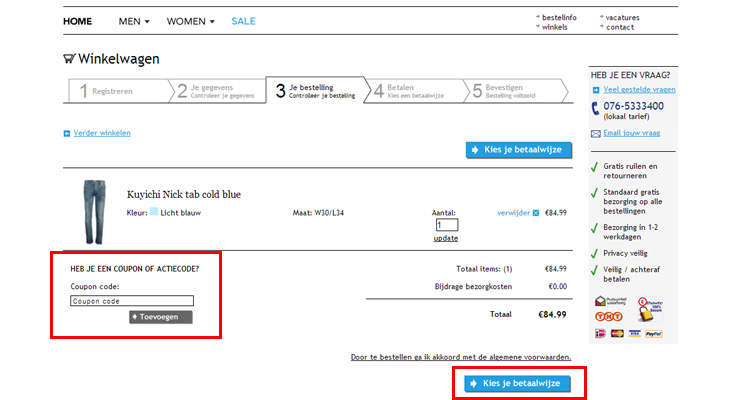 HOME MEN WOMEN SALE
bestelinfo vacatures
winkels contact
Winkelwagen
1 Registreren
2 Je gegevens
Controleer je gegevens
3 Je bestelling
Controleer je bestelling
4 Betalen
Kies een betaalwijze
5 Bevestigen
Bestelling voltooid
Verder winkelen
Kies je betaalwijze
Kuyichi Nick tab cold blue
Kleur: Licht blauw Maat: W30/L34 Aantal: verwijder €84.99
1
update
HEB JE EEN COUPON OF ACTIECODE?
Coupon code:
Coupon code
Toevoegen
Totaal items: (1) €84.99
Bijdrage bezorgkosten €0.00
Totaal €84.99
Door te bestellen ga ik akkoord met de algemene voorwaarden.
Kies je betaalwijze
HEB JE EEN VRAAG?
Veel gestelde vragen
076-5333400
(lokaal tarief)
Email jouw vraag
Gratis ruilen en
retourneren
Standaard gratis
bezorging op alle
bestellingen
Bezorging in 1-2
werkdagen
Privacy veilig
Veilig / achteraf
betalen
thuiswinkel
waarborg
TNT
VISA PayPal